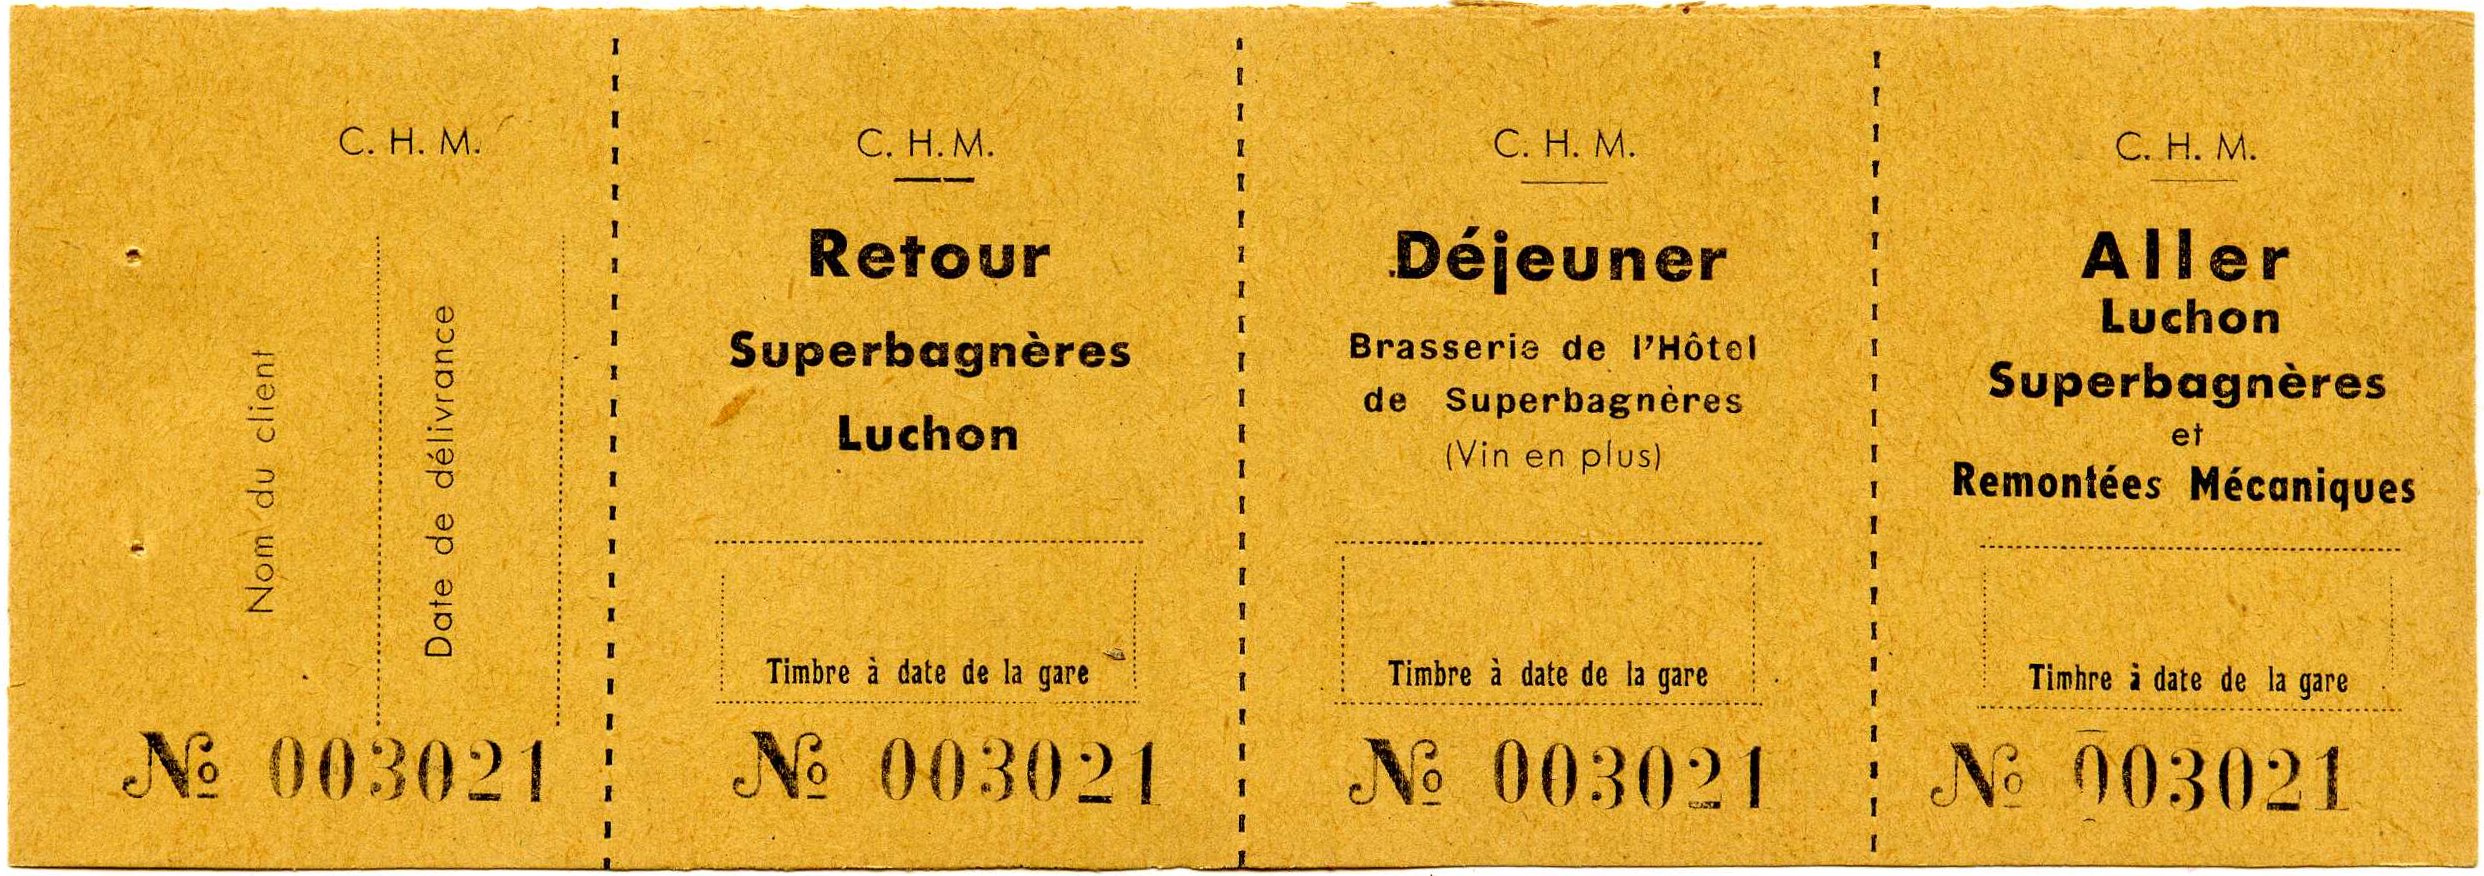 C. H. M.
Nom du client
Date de délivrance
№ 003021
C. H. M.
Retour
Superbagnères
Luchon
Timbre à date de la gare
№ 003021
C. H. M.
Déjeuner
Brasserie de l'Hôtel
de Superbagnères
(Vin en plus)
Timbre à date de la gare
№ 003021
C. H. M.
Aller
Luchon
Superbagnères
et
Remontées Mécaniques
Timbre à date de la gare
№ 003021